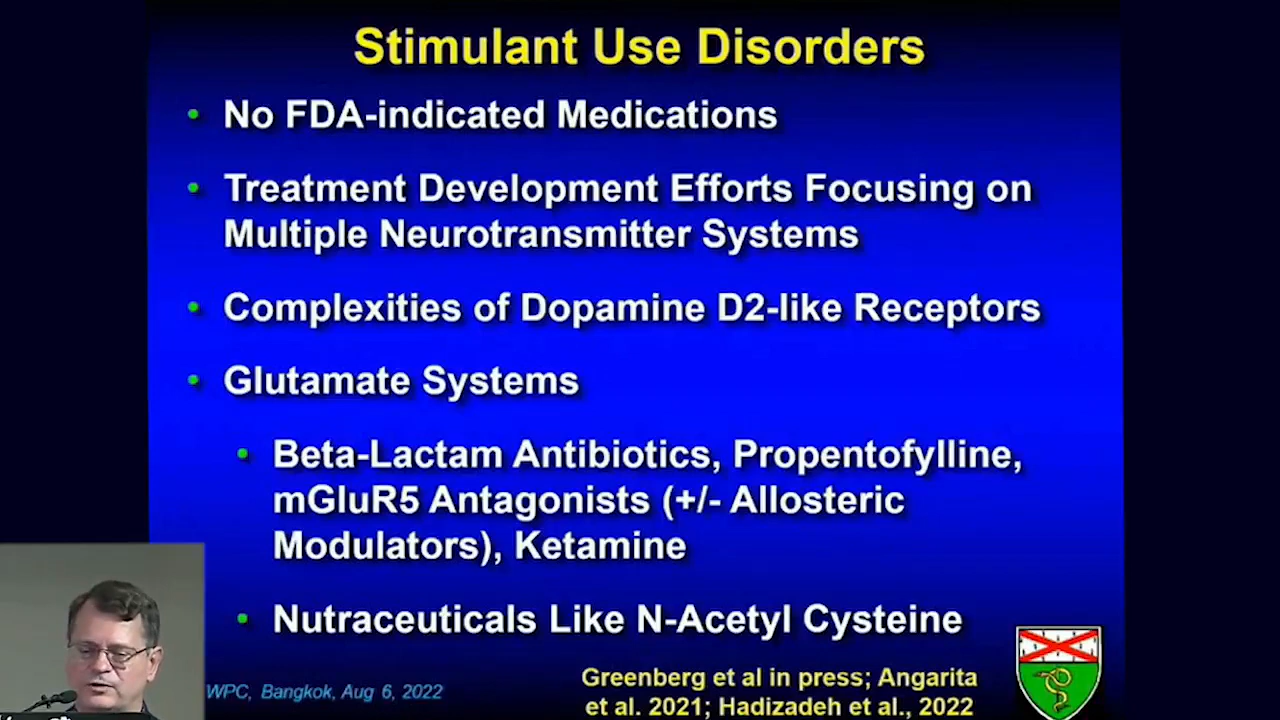 Stimulant Use Disorders
• No FDA-indicated Medications
• Treatment Development Efforts Focusing on
Multiple Neurotransmitter Systems
• Complexities of Dopamine D2-like Receptors
• Glutamate Systems
• Beta-Lactam Antibiotics, Propentofylline,
mGluR5 Antagonists (+/- Allosteric
Modulators), Ketamine
• Nutraceuticals Like N-Acetyl Cysteine
Greenberg et al in press; Angarita
et al. 2021; Hadizadeh et al., 2022
WPC, Bangkok, Aug 6, 2022